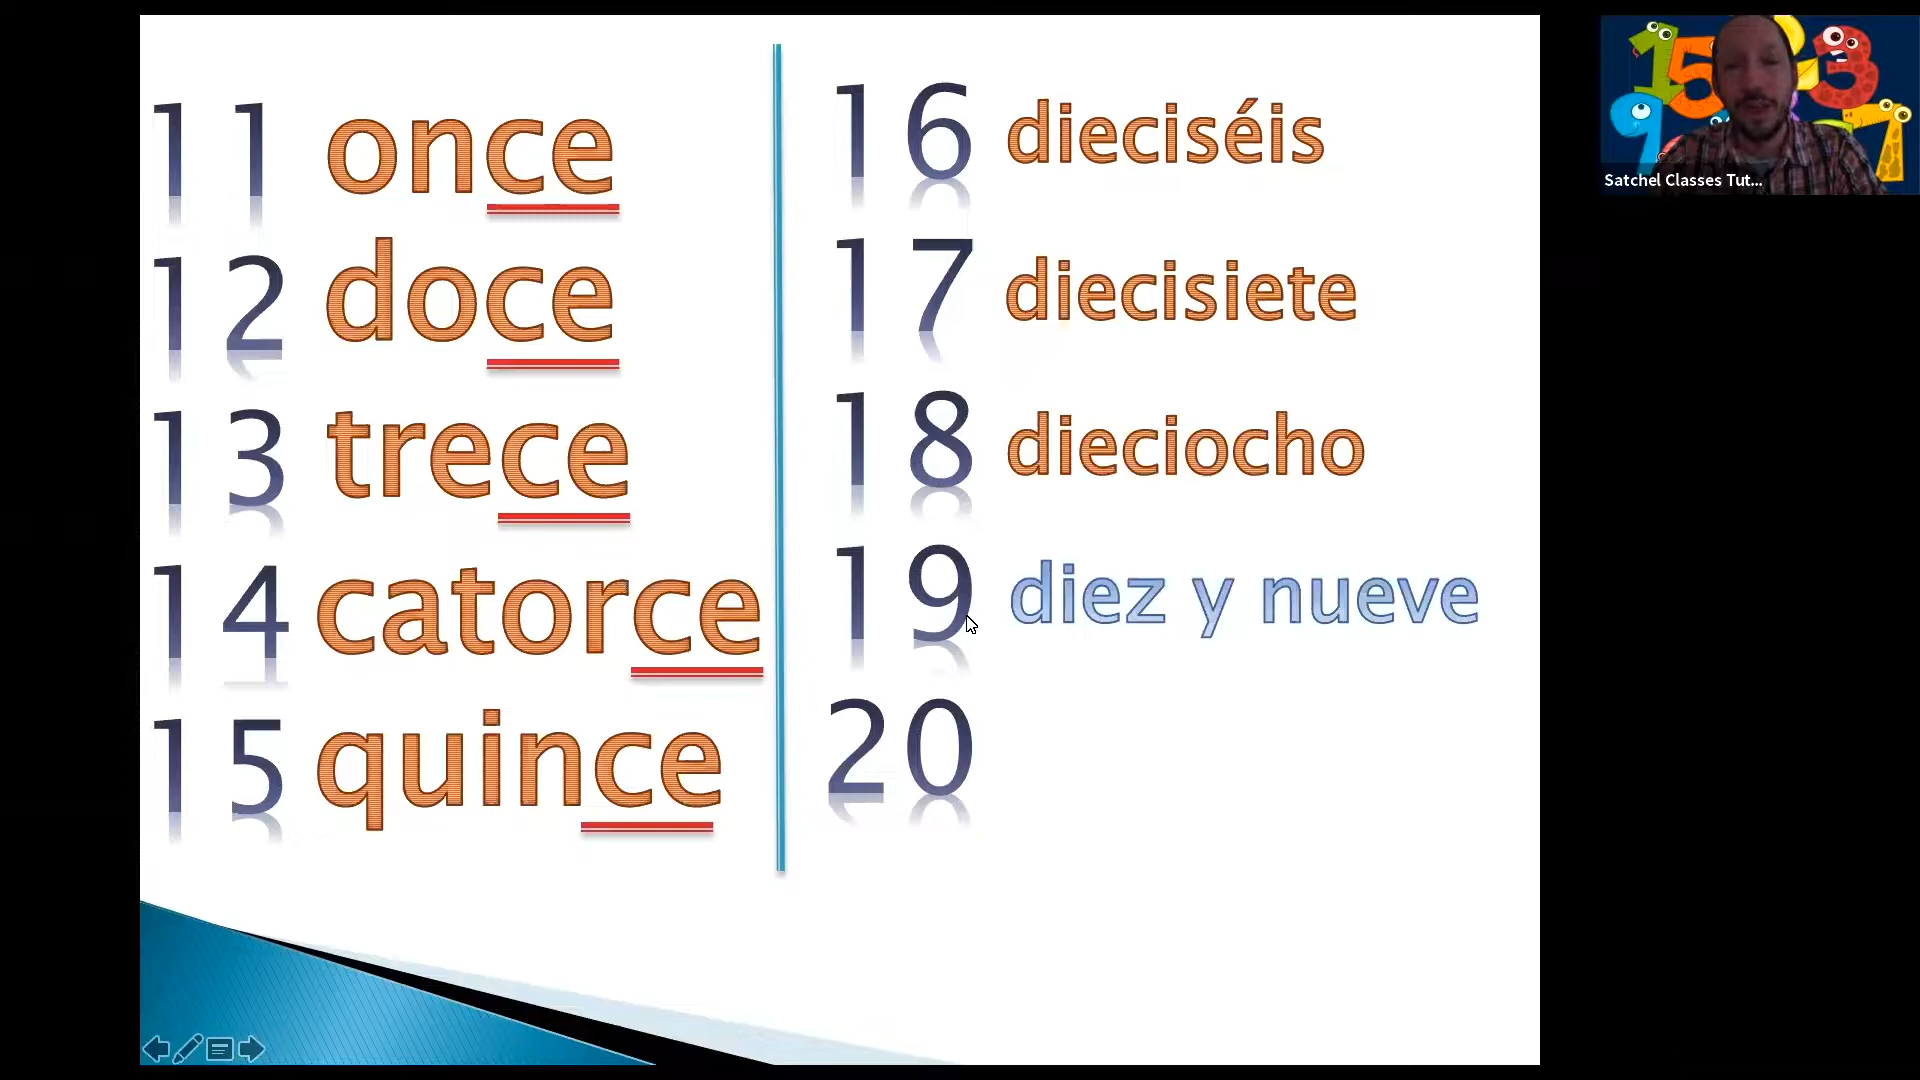 11 once
12 doce
13 trece
14 catorce
15 quince
16 dieciséis
17 diecisiete
18 dieciocho
19 diez y nueve
20
Satchel Classes Tut...